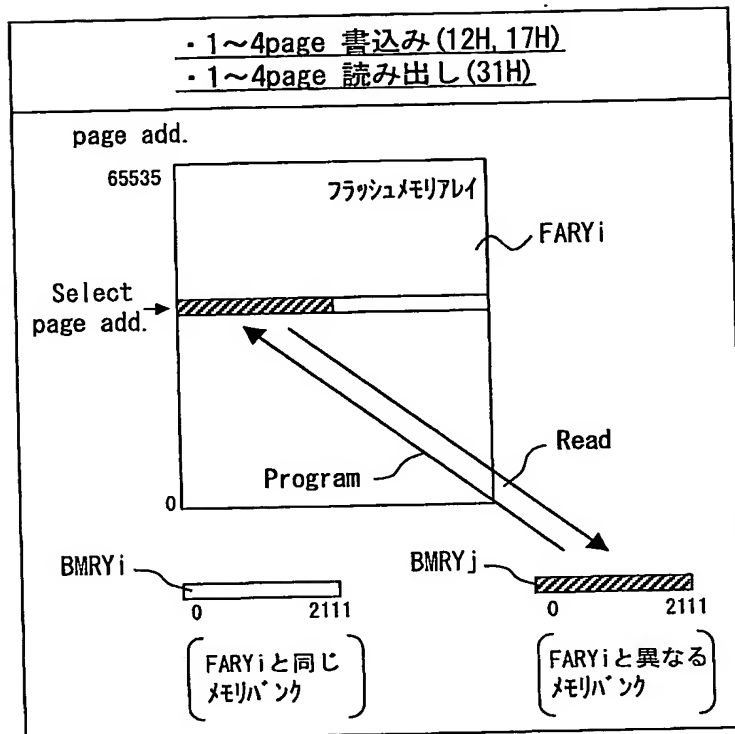 ・1～4page 書込み(12H,17H)
・1～4page 読み出し(31H)
page add.
65535
フラッシュメモリアレイ
FARYi
Select
page add.
Read
Program
0
BMRYi
BMRYj
0 2111
0 2111
FARYiと同じ
メモリバンク
FARYiと異なる
メモリバンク